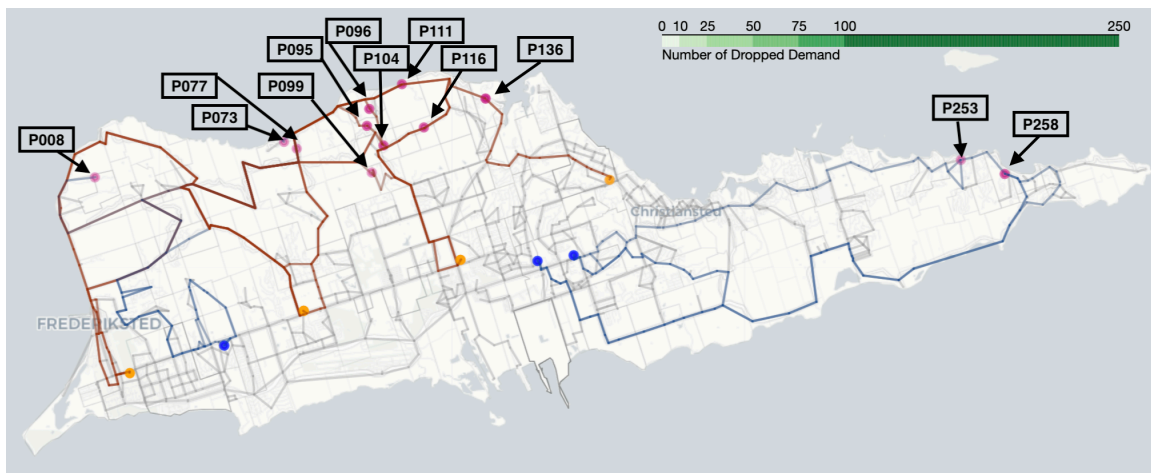 0 10 25 50 75 100 250
Number of Dropped Demand
P096
P111
P095
P104
P116
P136
P077
P099
P073
P008
P253
P258
Christiansted
FREDERIKSTED